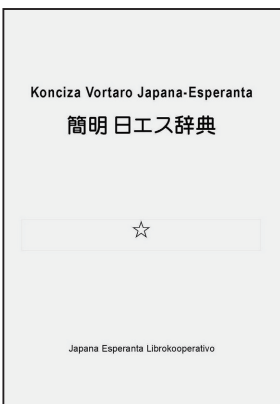 Konciza Vortaro Japana-Esperanta
簡明 日エス辞典
☆
Japana Esperanta Librokooperativo